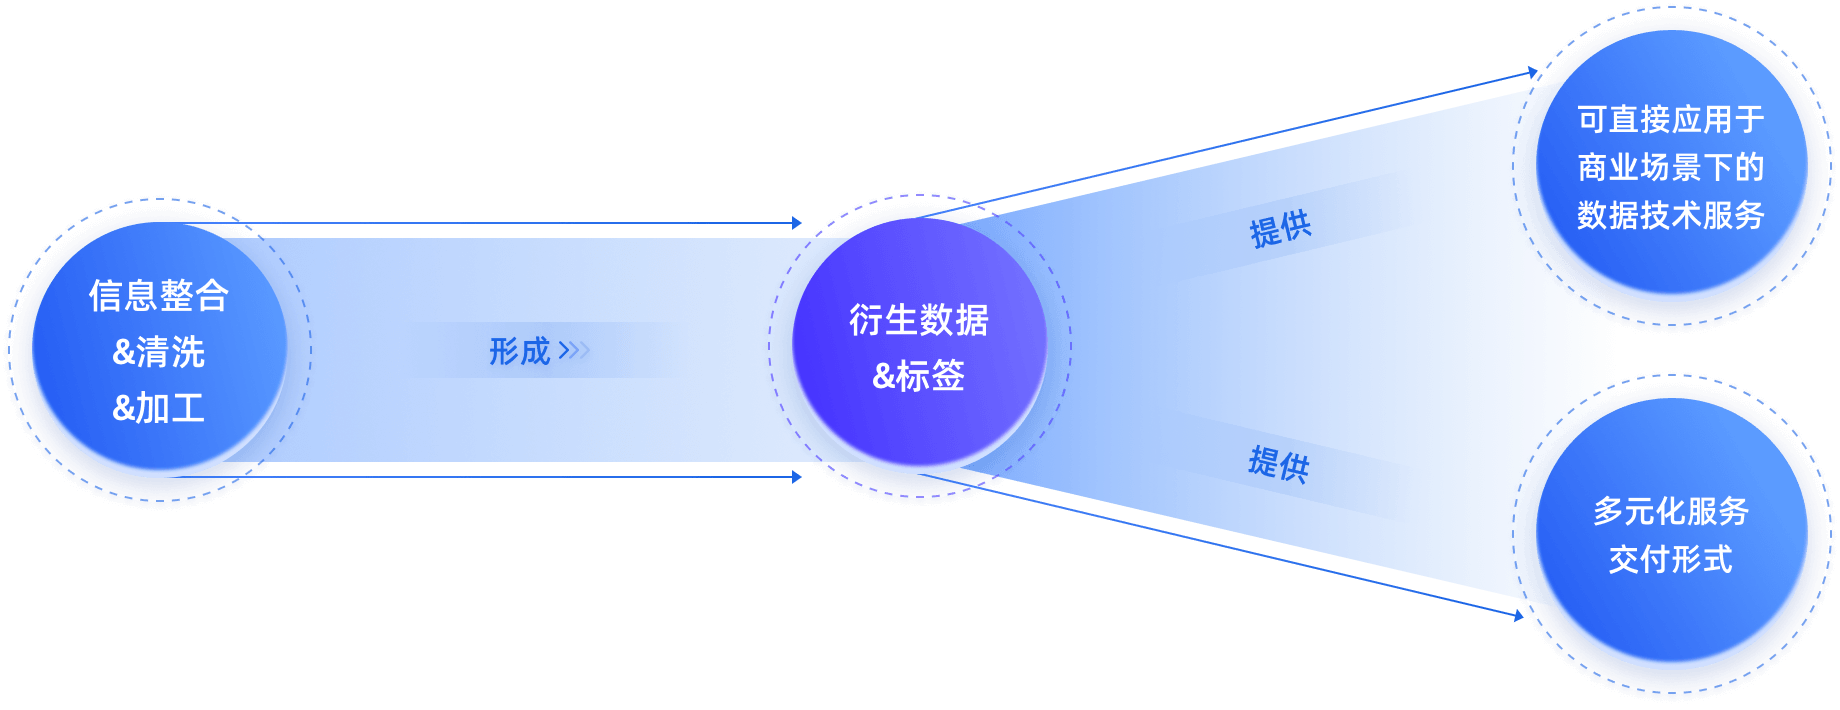 信息整合
&清洗
&加工
形成
衍生数据
&标签
提供
可直接应用于
商业场景下的
数据技术服务
提供
多元化服务
交付形式